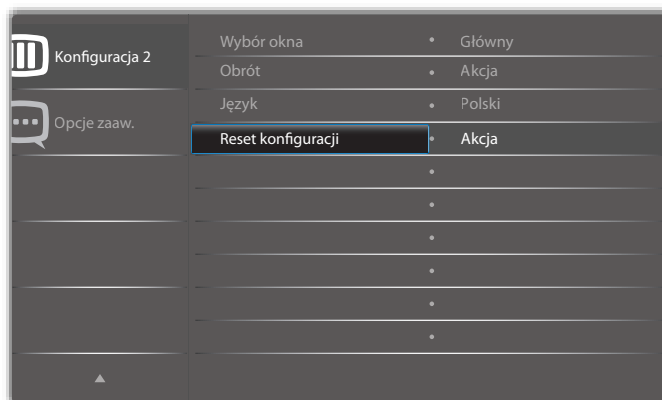 Konfiguracja 2
Opcje zaaw.
Wybór okna • Główny
Obrót • Akcja
Język • Polski
Reset konfiguracji • Akcja